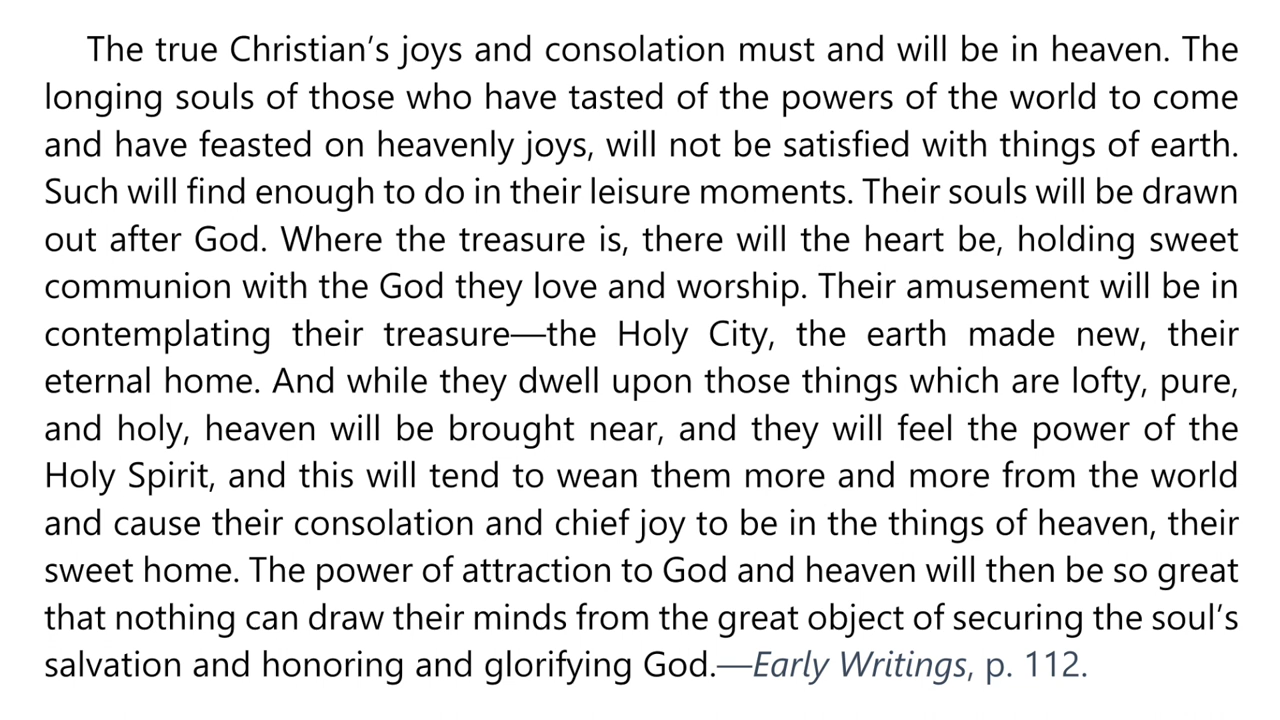 The true Christian’s joys and consolation must and will be in heaven. The
longing souls of those who have tasted of the powers of the world to come
and have feasted on heavenly joys, will not be satisfied with things of earth.
Such will find enough to do in their leisure moments. Their souls will be drawn
out after God. Where the treasure is, there will the heart be, holding sweet
communion with the God they love and worship. Their amusement will be in
contemplating their treasure—the Holy City, the earth made new, their
eternal home. And while they dwell upon those things which are lofty, pure,
and holy, heaven will be brought near, and they will feel the power of the
Holy Spirit, and this will tend to wean them more and more from the world
and cause their consolation and chief joy to be in the things of heaven, their
sweet home. The power of attraction to God and heaven will then be so great
that nothing can draw their minds from the great object of securing the soul’s
salvation and honoring and glorifying God.—Early Writings, p. 112.